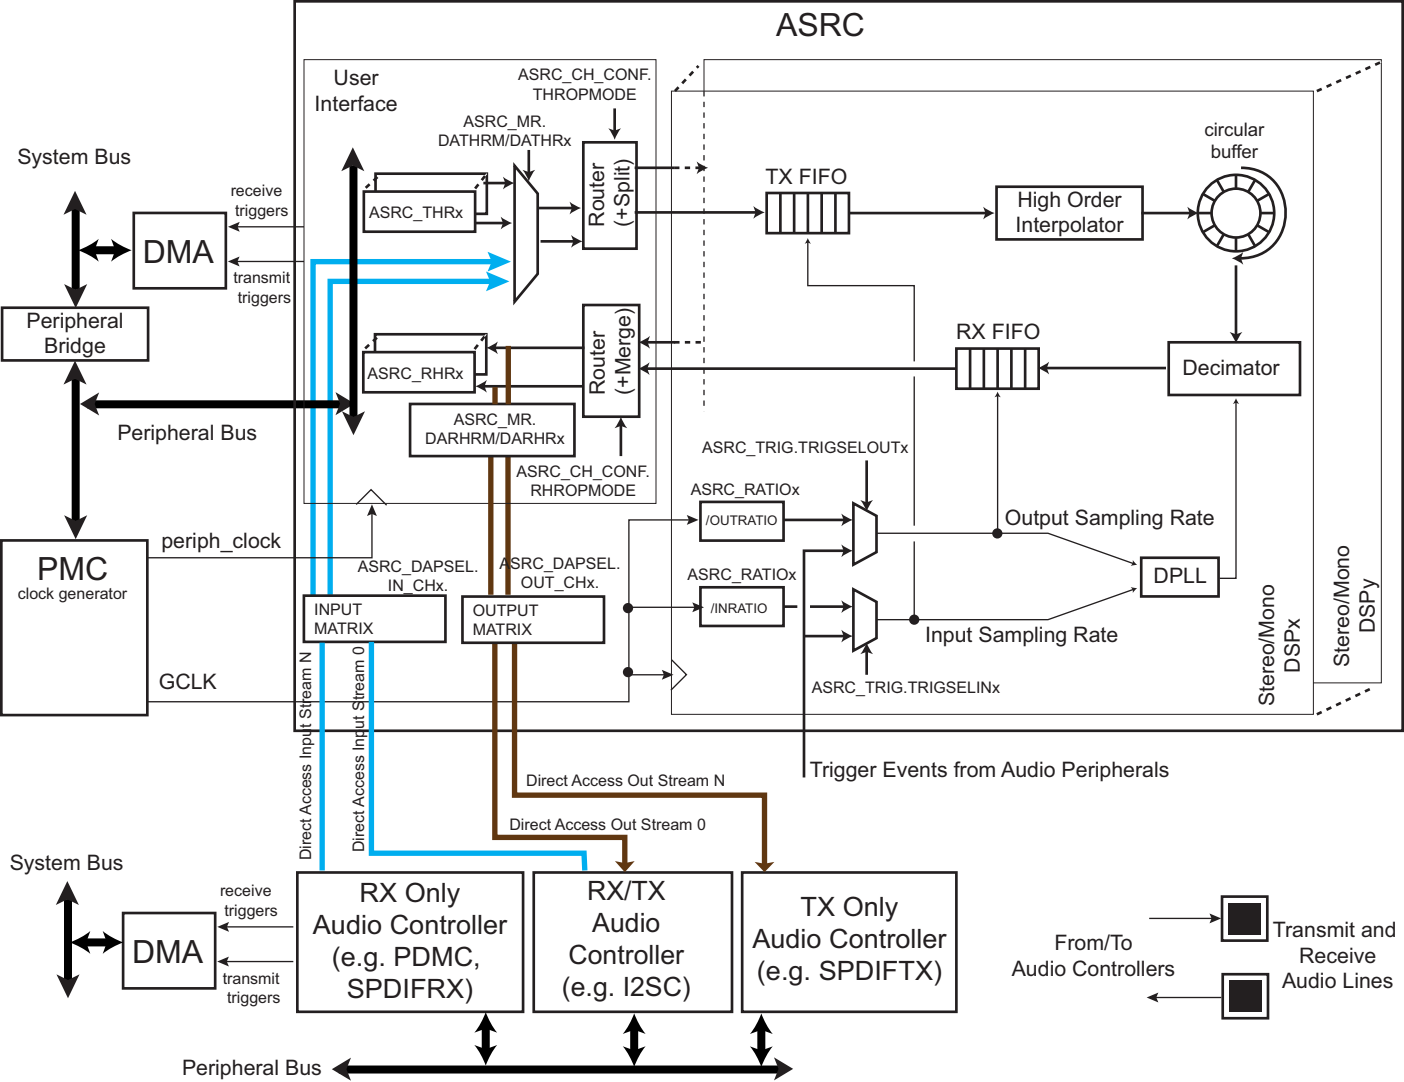 ASRC
User
Interface
ASRC_CH_CONF.
THROPMODE
ASRC_MR.
DATHRM/DATHRx
System Bus
receive
triggers
DMA
transmit
triggers
ASRC_THRx
Router
(+Split)
TX FIFO
High Order
Interpolator
circular
buffer
Peripheral
Bridge
ASRC_RHRx
Router
(+Merge)
RX FIFO
Decimator
Peripheral Bus
ASRC_MR.
DARHRM/DARHRx
ASRC_CH_CONF.
RHROPMODE
ASRC_TRIG.TRIGSELOUTx
ASRC_RATIOx
/OUTRATIO
Output Sampling Rate
periph_clock
PMC
clock generator
ASRC_DAPSEL.
IN_CHx.
ASRC_DAPSEL.
OUT_CHx.
ASRC_RATIOx
/INRATIO
DPLL
INPUT
MATRIX
OUTPUT
MATRIX
Input Sampling Rate
Stereo/Mono
DSPx
Stereo/Mono
DSPy
GCLK
ASRC_TRIG.TRIGSELINx
Direct Access Input Stream N
Direct Access Input Stream 0
Trigger Events from Audio Peripherals
Direct Access Out Stream N
Direct Access Out Stream 0
System Bus
receive
triggers
DMA
transmit
triggers
RX Only
Audio Controller
(e.g. PDMC,
SPDIFRX)
RX/TX
Audio
Controller
(e.g. I2SC)
TX Only
Audio Controller
(e.g. SPDIFTX)
From/To
Audio Controllers
Transmit and
Receive
Audio Lines
Peripheral Bus